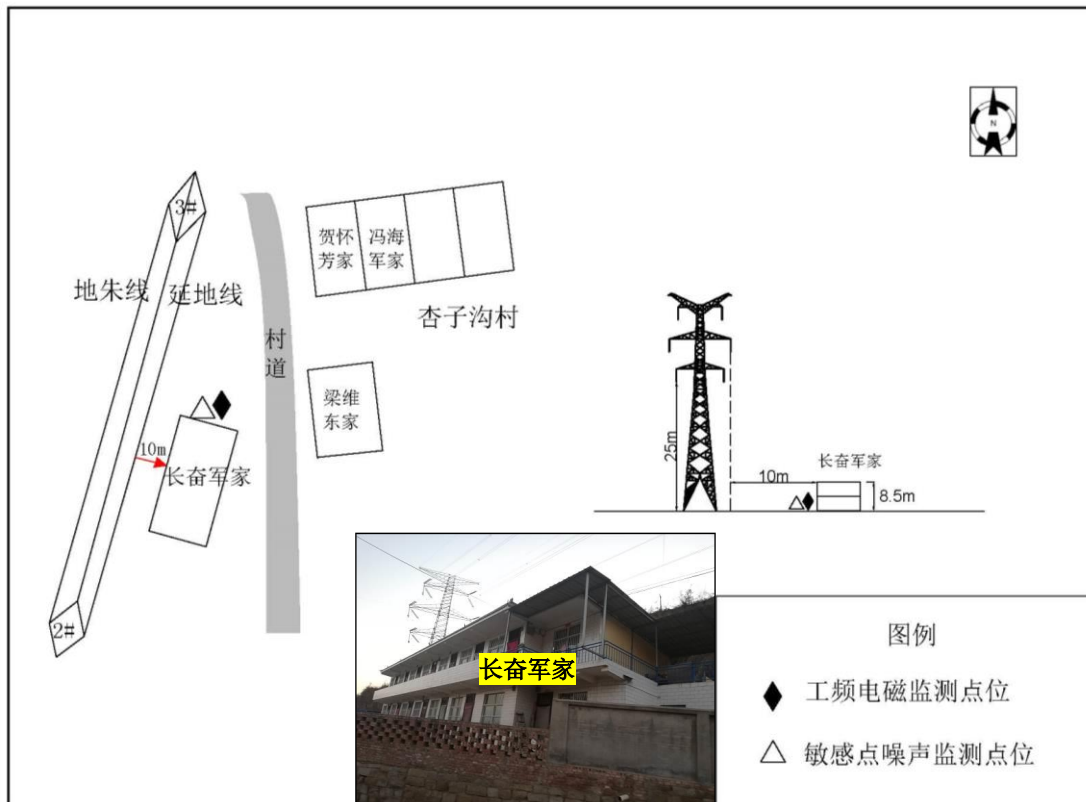 N
3#
贺怀
芳家
冯海
军家
地朱线
延地线
杏子沟村
村
道
梁维
东家
10m
长奋军家
2#
25m
10m
长奋军家
8.5m
长奋军家
图例
工频电磁监测点位
敏感点噪声监测点位